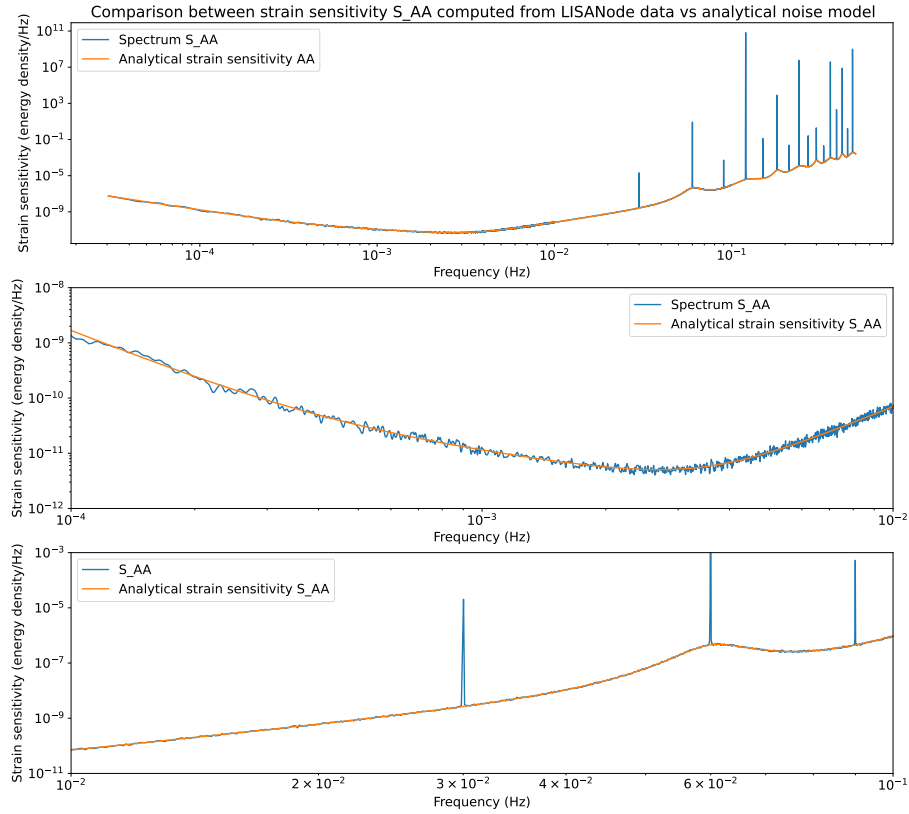 Comparison between strain sensitivity S_AA computed from LISANode data vs analytical noise model
Strain sensitivity (energy density/Hz)
10^11
10^7
10^3
10^−1
10^−5
10^−9
Spectrum S_AA
Analytical strain sensitivity AA
10^−4
10^−3
10^−2
10^−1
Frequency (Hz)
Strain sensitivity (energy density/Hz)
10^−8
10^−9
10^−10
10^−11
10^−12
Spectrum S_AA
Analytical strain sensitivity S_AA
10^−4
10^−3
10^−2
Frequency (Hz)
Strain sensitivity (energy density/Hz)
10^−3
10^−5
10^−7
10^−9
10^−11
S_AA
Analytical strain sensitivity S_AA
10^−2
2 × 10^−2
3 × 10^−2
4 × 10^−2
6 × 10^−2
10^−1
Frequency (Hz)